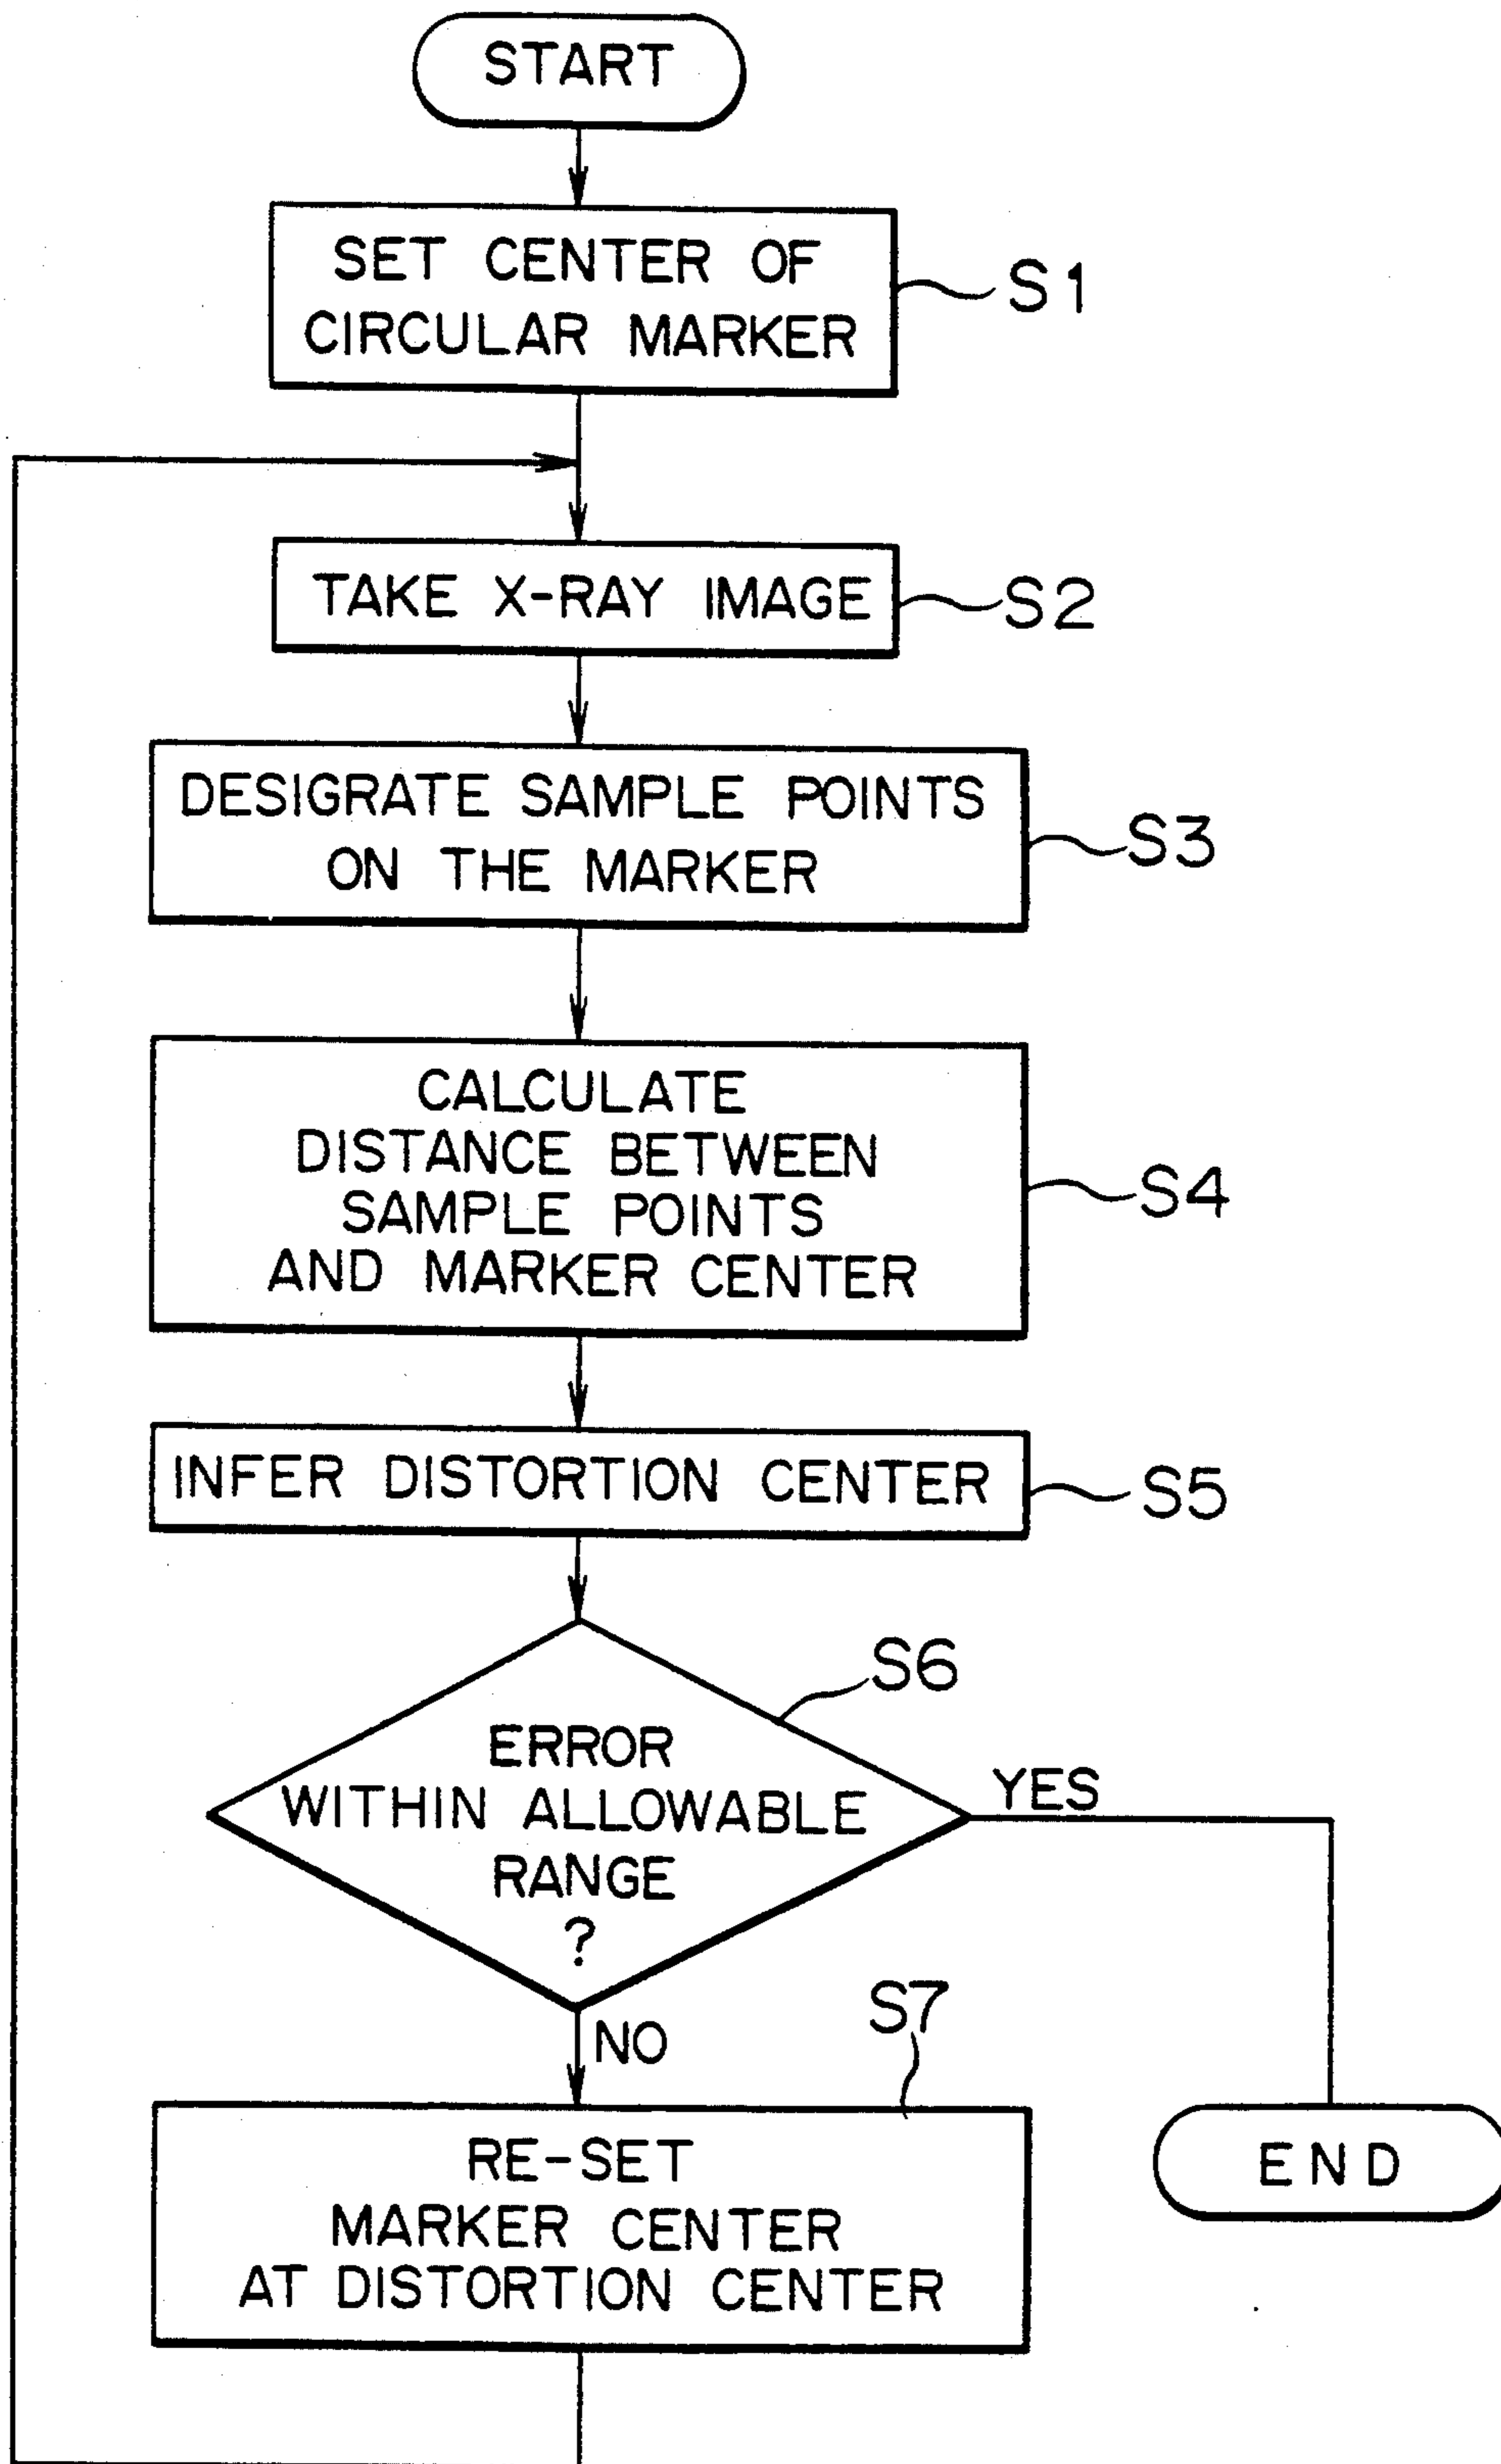 START
SET CENTER OF
CIRCULAR MARKER
S1
TAKE X-RAY IMAGE
S2
DESIGRATE SAMPLE POINTS
ON THE MARKER
S3
CALCULATE
DISTANCE BETWEEN
SAMPLE POINTS
AND MARKER CENTER
S4
INFER DISTORTION CENTER
S5
S6
ERROR
WITHIN ALLOWABLE
RANGE
?
YES
NO
S7
RE-SET
MARKER CENTER
AT DISTORTION CENTER
END